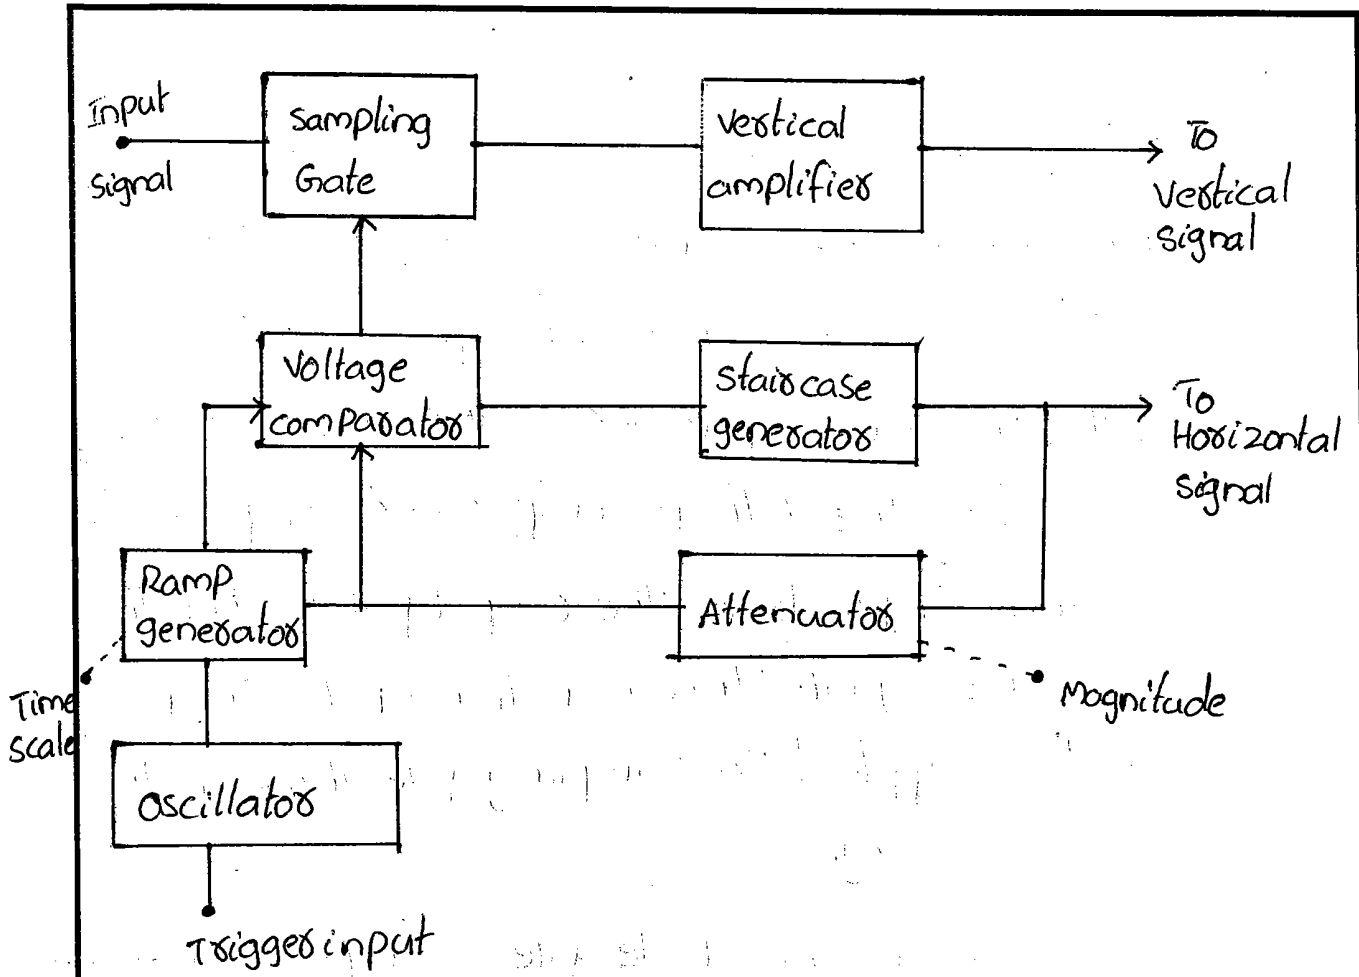 Input
signal
Sampling
Gate
Vertical
amplifier
To
Vertical
signal
Voltage
comparator
Staircase
generator
To
Horizontal
signal
Ramp
generator
Attenuator
Time
scale
Magnitude
Oscillator
Trigger input